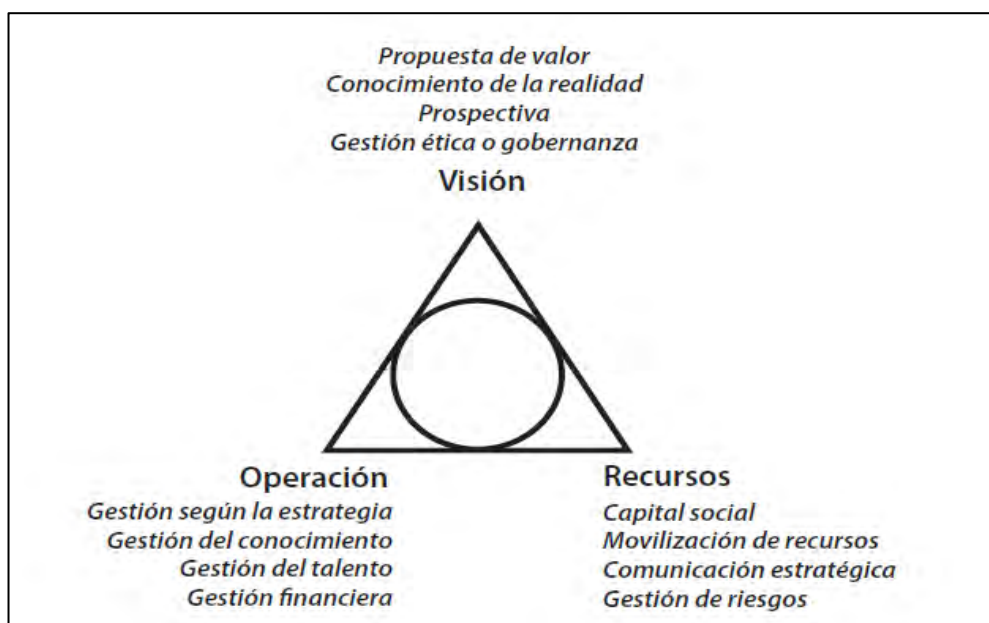 Propuesta de valor
Conocimiento de la realidad
Prospectiva
Gestión ética o gobernanza
Visión
Operación
Gestión según la estrategia
Gestión del conocimiento
Gestión del talento
Gestión financiera
Recursos
Capital social
Movilización de recursos
Comunicación estratégica
Gestión de riesgos